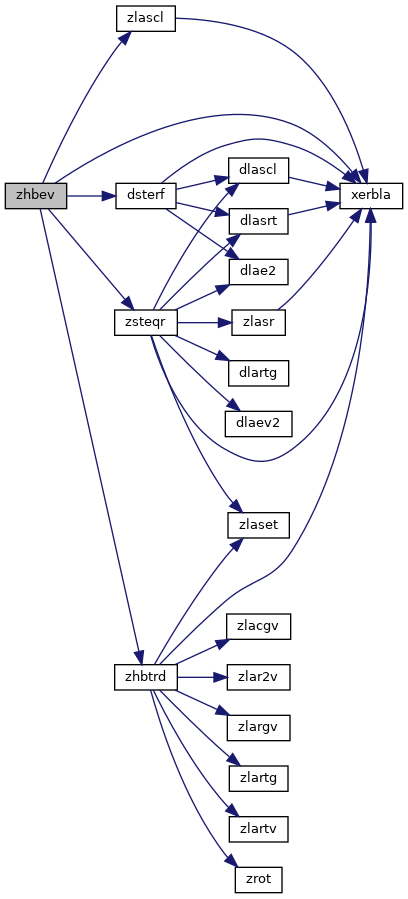 zlascl
zhbev
dsterf
dlascl
xerbla
dlasrt
dlae2
zsteqr
zlasr
dlartg
dlaev2
zlaset
zlacgv
zhbtrd
zlar2v
zlargv
zlartg
zlartv
zrot